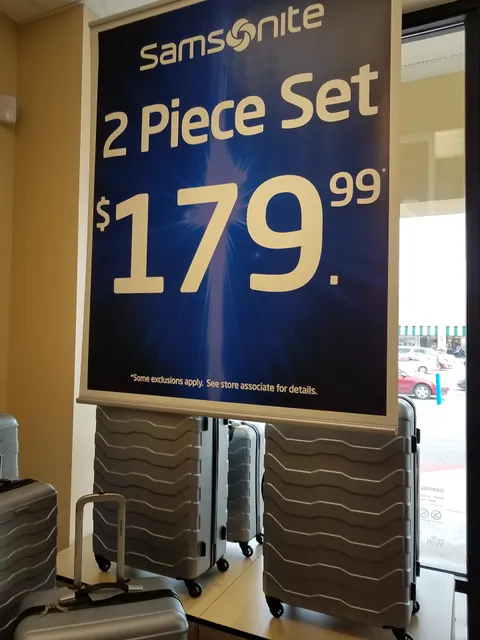 Samsonite
2 Piece Set
$179.99*
*Some exclusions apply. See store associate for details.